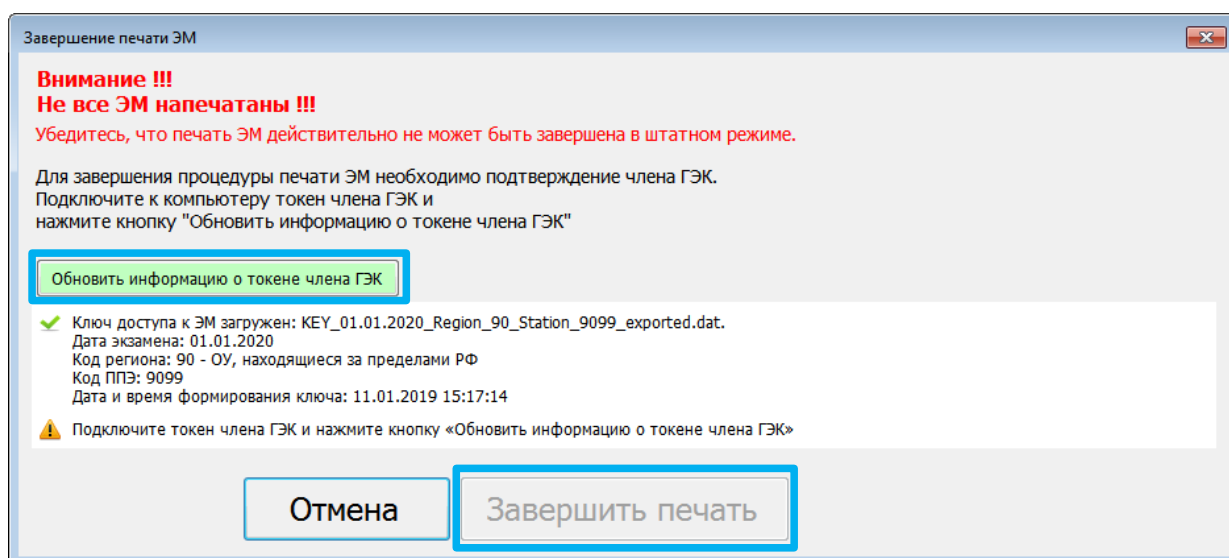 Завершение печати ЭМ
Внимание !!!
Не все ЭМ напечатаны !!!
Убедитесь, что печать ЭМ действительно не может быть завершена в штатном режиме.
Для завершения процедуры печати ЭМ необходимо подтверждение члена ГЭК.
Подключите к компьютеру токен члена ГЭК и
нажмите кнопку "Обновить информацию о токене члена ГЭК"
Обновить информацию о токене члена ГЭК
Ключ доступа к ЭМ загружен: KEY_01.01.2020_Region_90_Station_9099_exported.dat.
Дата экзамена: 01.01.2020
Код региона: 90 - ОУ, находящиеся за пределами РФ
Код ППЭ: 9099
Дата и время формирования ключа: 11.01.2019 15:17:14
Подключите токен члена ГЭК и нажмите кнопку «Обновить информацию о токене члена ГЭК»
Отмена Завершить печать